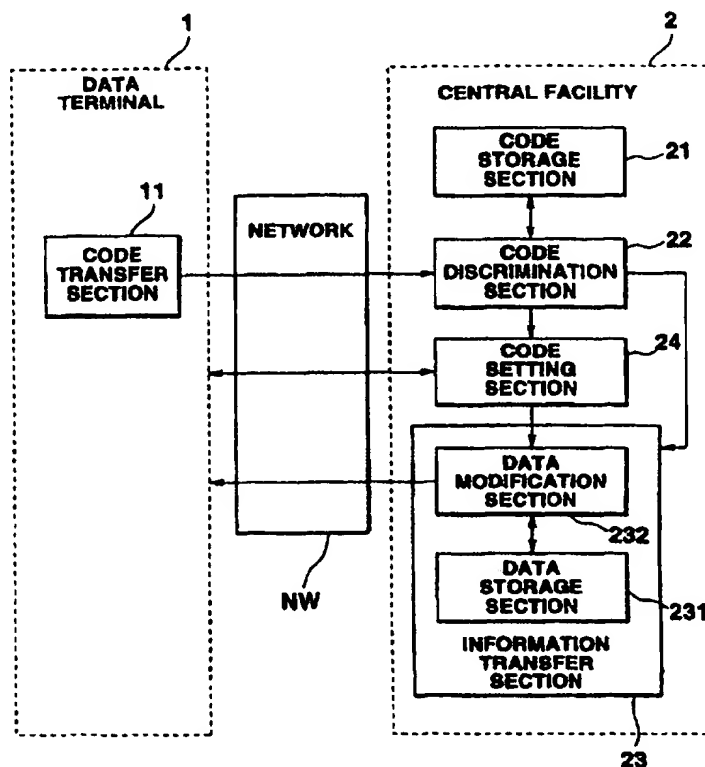 1
DATA
TERMINAL
11
CODE
TRANSFER
SECTION
NETWORK
NW
2
CENTRAL FACILITY
CODE
STORAGE
SECTION
21
CODE
DISCRIMINATION
SECTION
22
CODE
SETTING
SECTION
24
DATA
MODIFICATION
SECTION
232
DATA
STORAGE
SECTION
231
INFORMATION
TRANSFER
SECTION
23